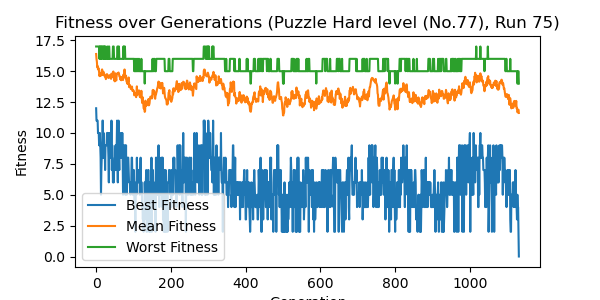 Fitness over Generations (Puzzle Hard level (No.77), Run 75)
17.5
15.0
12.5
10.0
7.5
5.0
2.5
0.0
Fitness
Best Fitness
Mean Fitness
Worst Fitness
0 200 400 600 800 1000
Generation